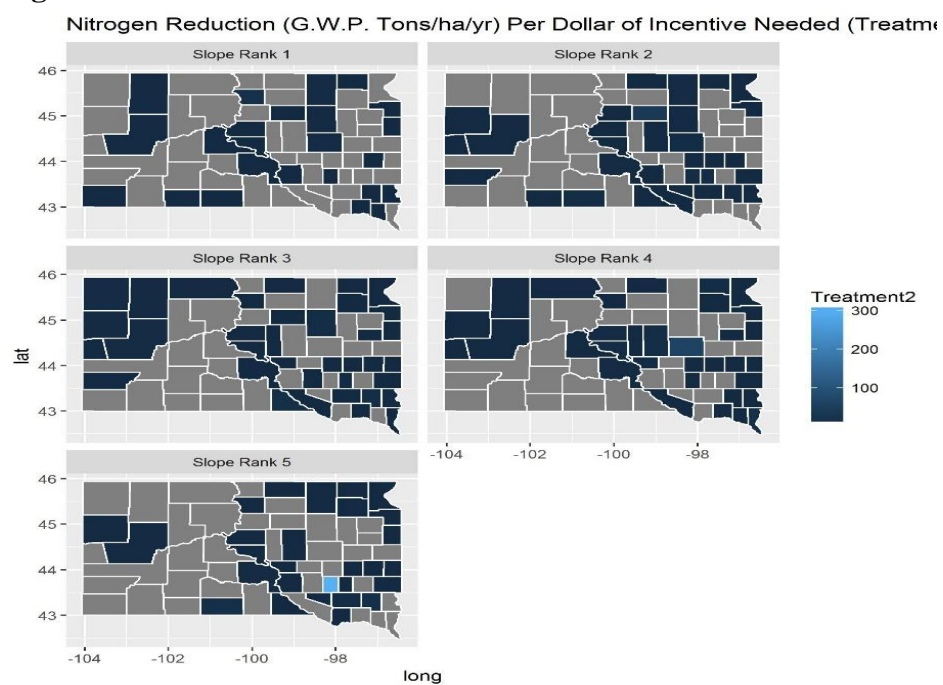 Nitrogen Reduction (G.W.P. Tons/ha/yr) Per Dollar of Incentive Needed (Treatme
Slope Rank 1
Slope Rank 2
46
45
44
43
Slope Rank 3
Slope Rank 4
46
45
44
43
lat
Treatment2
300
200
100
-104
-102
-100
-98
Slope Rank 5
46
45
44
43
-104
-102
-100
-98
long